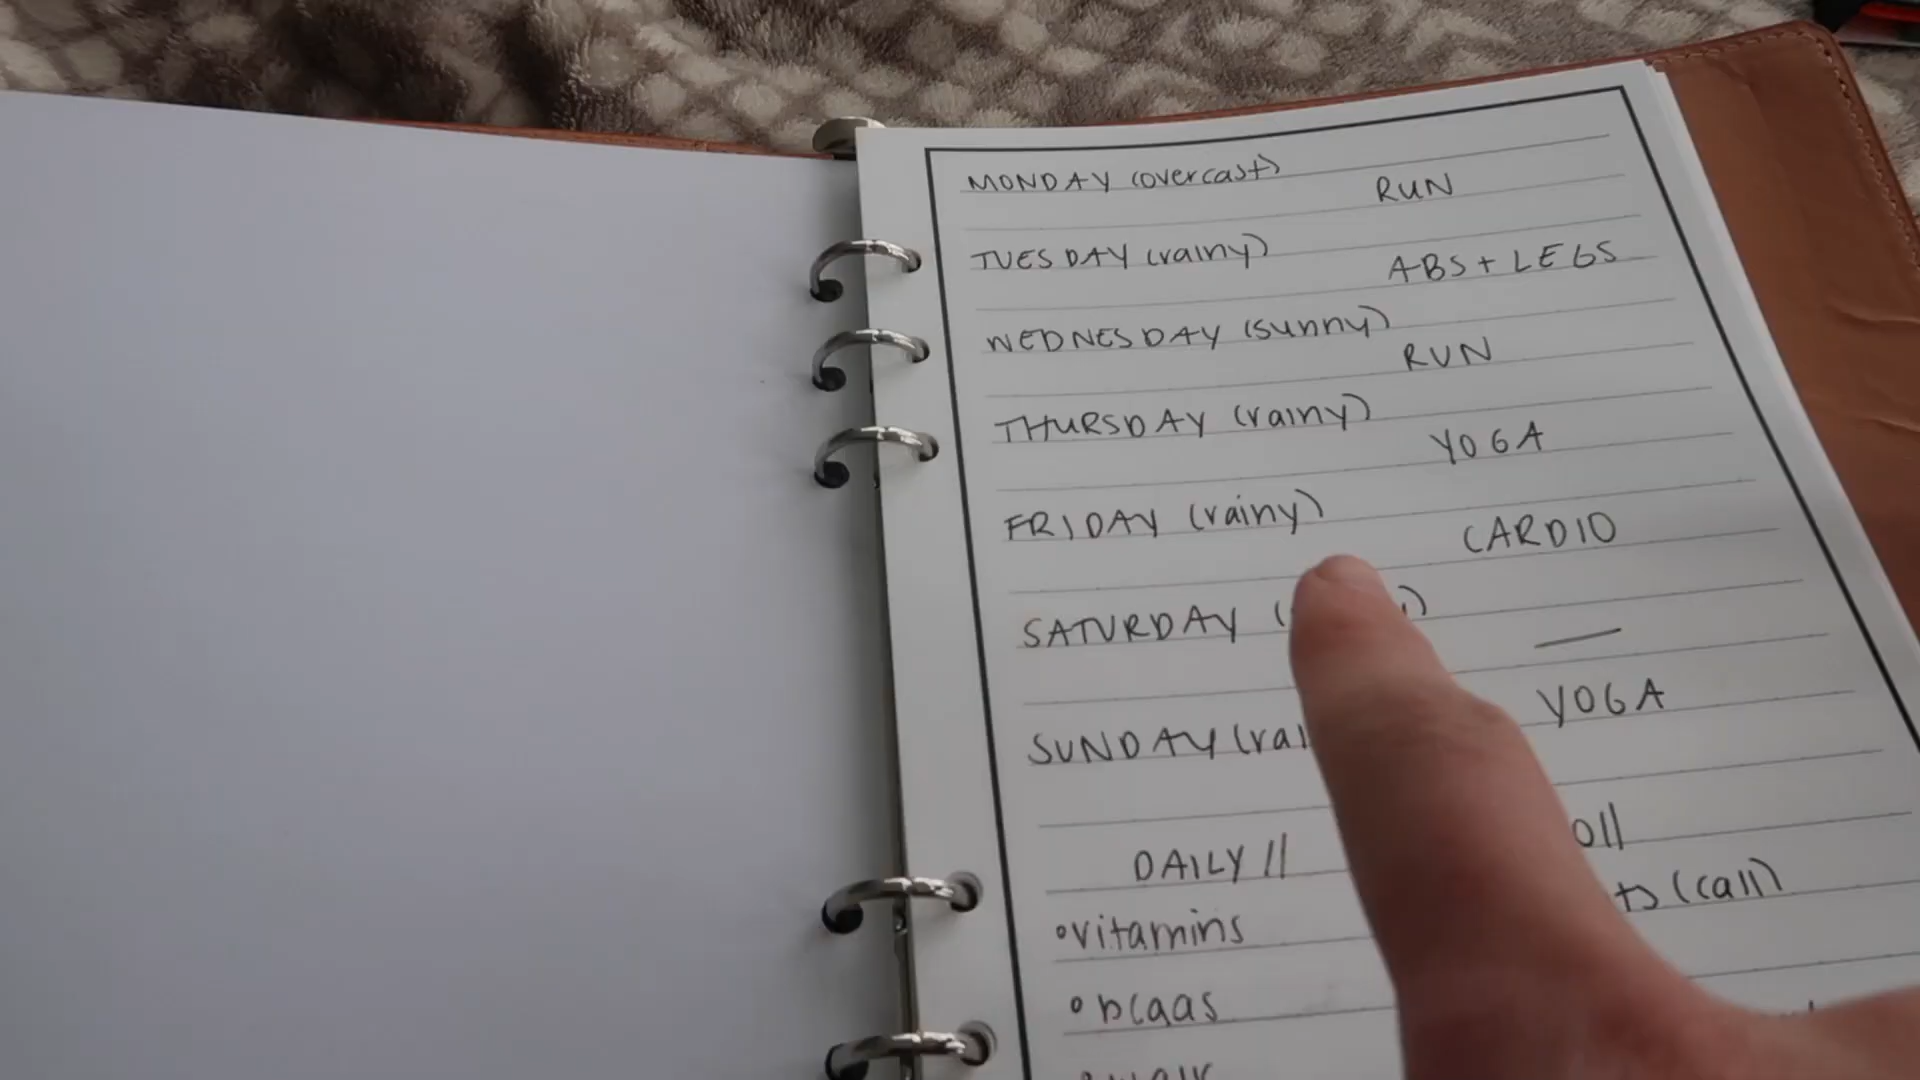 MONDAY (overcast)
RUN
TUESDAY (rainy)
ABS + LEGS
WEDNESDAY (sunny)
RUN
THURSDAY (rainy)
YOGA
FRIDAY (rainy)
CARDIO
SATURDAY
—
SUNDAY
YOGA
DAILY //
•vitamins
(call)
•bcaas